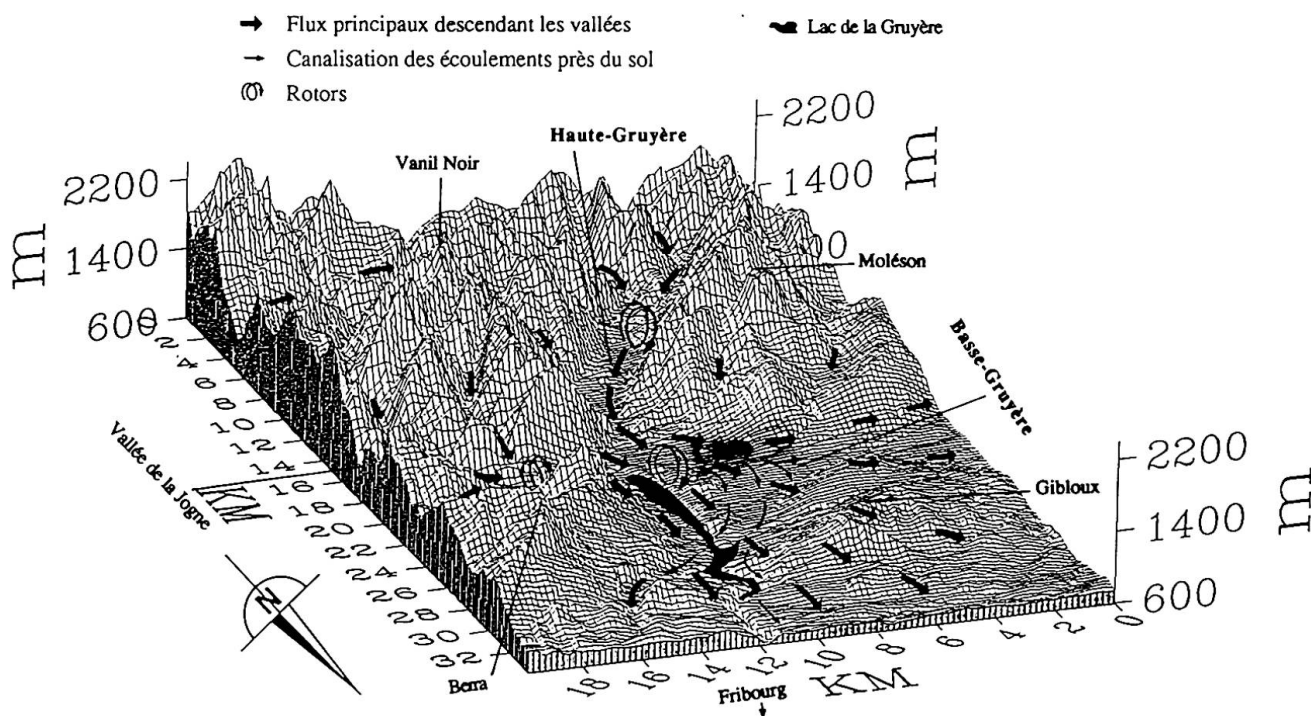 Flux principaux descendant les vallées
Lac de la Gruyère
Canalisation des écoulements près du sol
Rotors
Haute-Gruyère
Vanil Noir
2200
1400
m
2200
1400
600
m
Moléson
Basse-Gruyère
0
2
4
6
8
10
12
14
16
18
20
22
24
26
28
30
32
KM
Vallée de la Jogne
Gibloux
2200
1400
600
m
N
Berra
18
16
14
12
10
8
6
4
2
0
KM
Fribourg